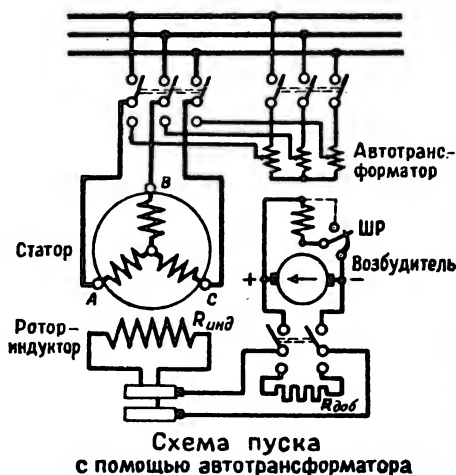 Автотранс-
форматор
B
ШР
Статор
Возбудитель
A
C
+
–
Rинд
Ротор-
индуктор
Rдоб
Схема пуска
с помощью автотрансформатора